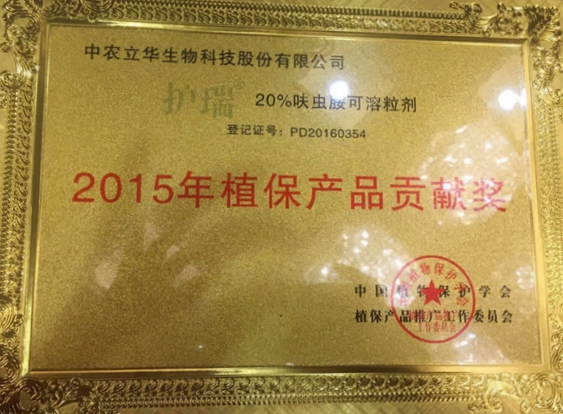 中农立华生物科技股份有限公司
护瑞® 20%呋虫胺可溶粒剂
登记证号：PD20160354
2015年植保产品贡献奖
中国植物保护学会
植保产品推广工作委员会